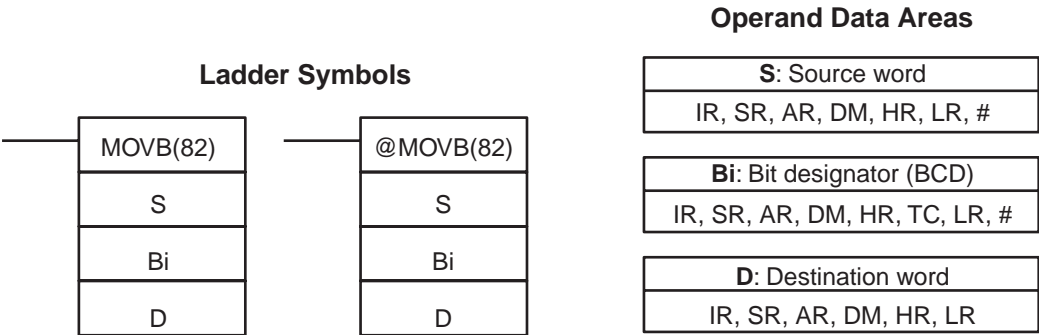 Ladder Symbols
MOVB(82)
S
Bi
D
@MOVB(82)
S
Bi
D
Operand Data Areas
S: Source word
IR, SR, AR, DM, HR, LR, #
Bi: Bit designator (BCD)
IR, SR, AR, DM, HR, TC, LR, #
D: Destination word
IR, SR, AR, DM, HR, LR